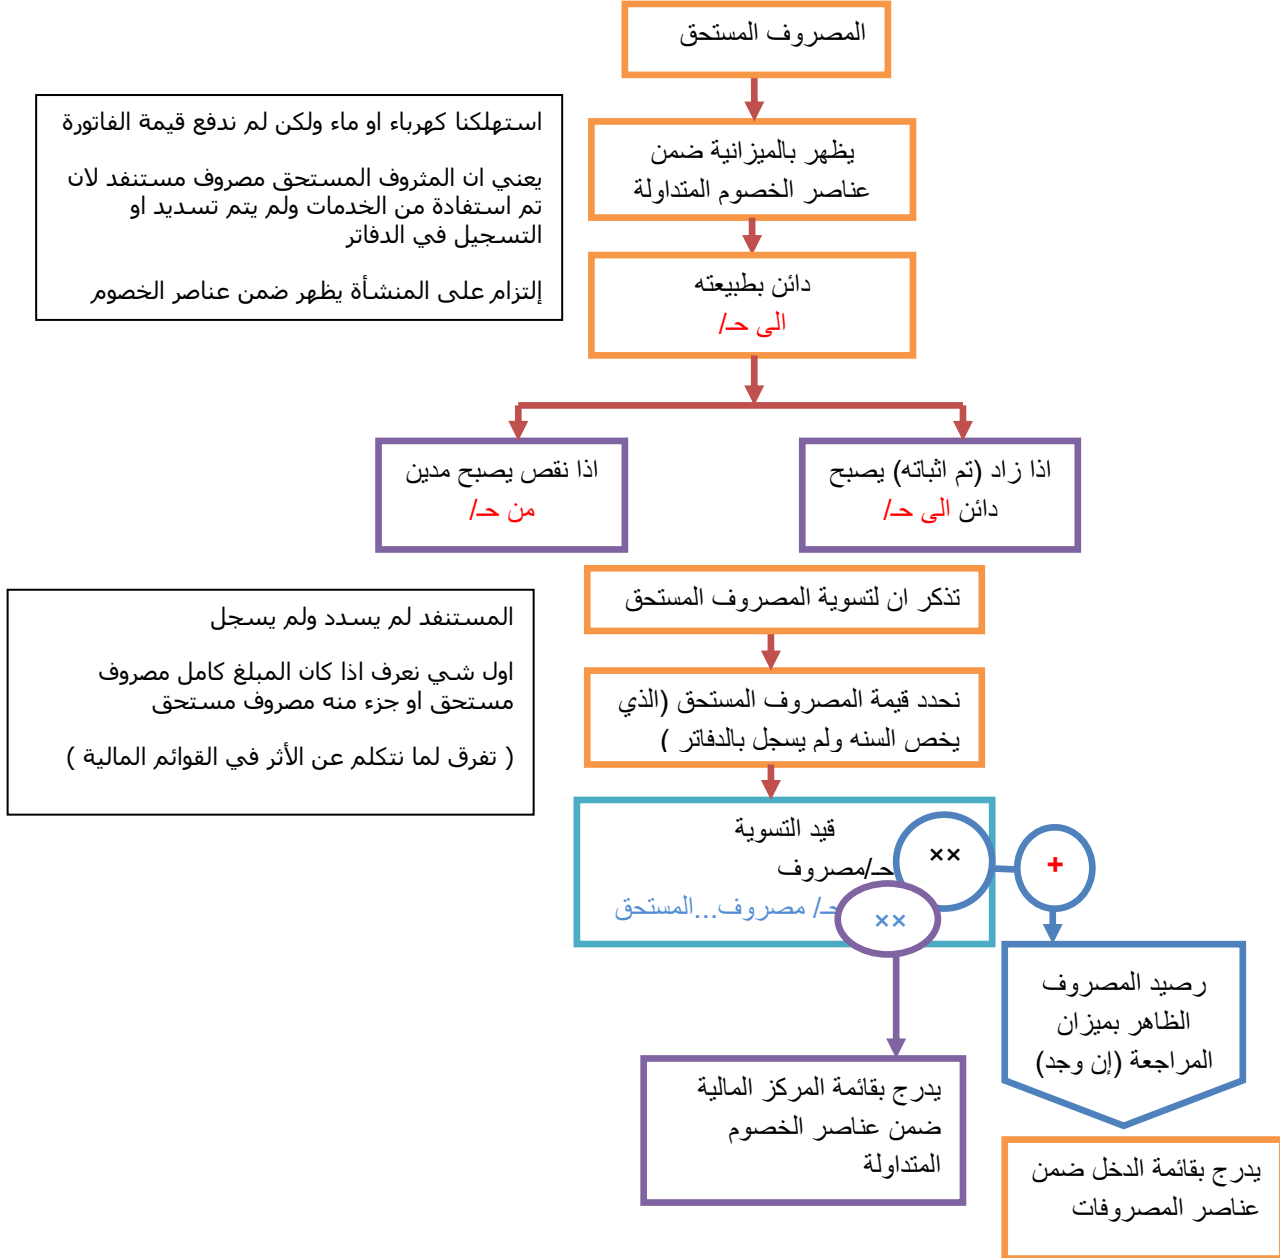 المصروف المستحق
استهلكنا كهرباء او ماء ولكن لم ندفع قيمة الفاتورة
يعني ان المثروف المستحق مصروف مستنفد لان
تم استفادة من الخدمات ولم يتم تسديد او
التسجيل في الدفاتر
إلتزام على المنشأة يظهر ضمن عناصر الخصوم
يظهر بالميزانية ضمن
عناصر الخصوم المتداولة
دائن بطبيعته
الى حـ/
اذا زاد (تم اثباته) يصبح
دائن الى حـ/
اذا نقص يصبح مدين
من حـ/
تذكر ان لتسوية المصروف المستحق
المستنفد لم يسدد ولم يسجل
اول شي نعرف اذا كان المبلغ كامل مصروف
مستحق او جزء منه مصروف مستحق
( تفرق لما نتكلم عن الأثر في القوائم المالية )
نحدد قيمة المصروف المستحق (الذي
يخص السنه ولم يسجل بالدفاتر )
قيد التسوية
×× حـ/مصروف
×× حـ/ مصروف...المستحق
+
رصيد المصروف
الظاهر بميزان
المراجعة (إن وجد)
يدرج بقائمة المركز المالية
ضمن عناصر الخصوم
المتداولة
يدرج بقائمة الدخل ضمن
عناصر المصروفات